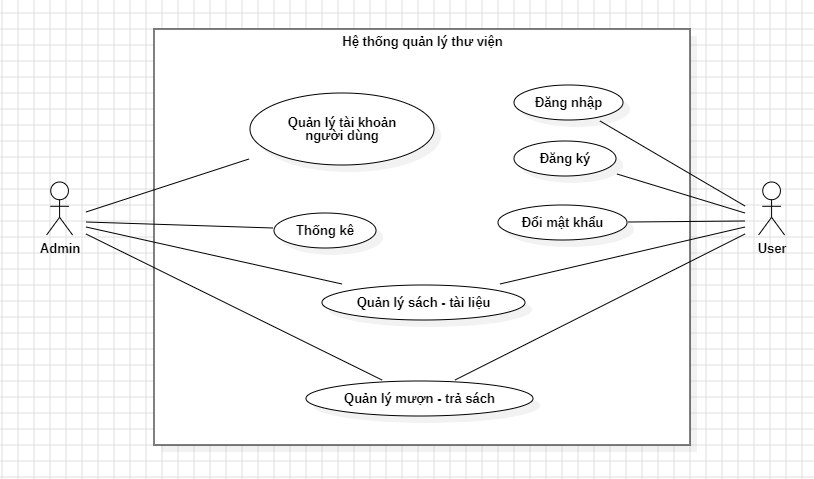 Hệ thống quản lý thư viện
Quản lý tài khoản
người dùng
Đăng nhập
Đăng ký
Thống kê
Đổi mật khẩu
Admin
User
Quản lý sách - tài liệu
Quản lý mượn - trả sách